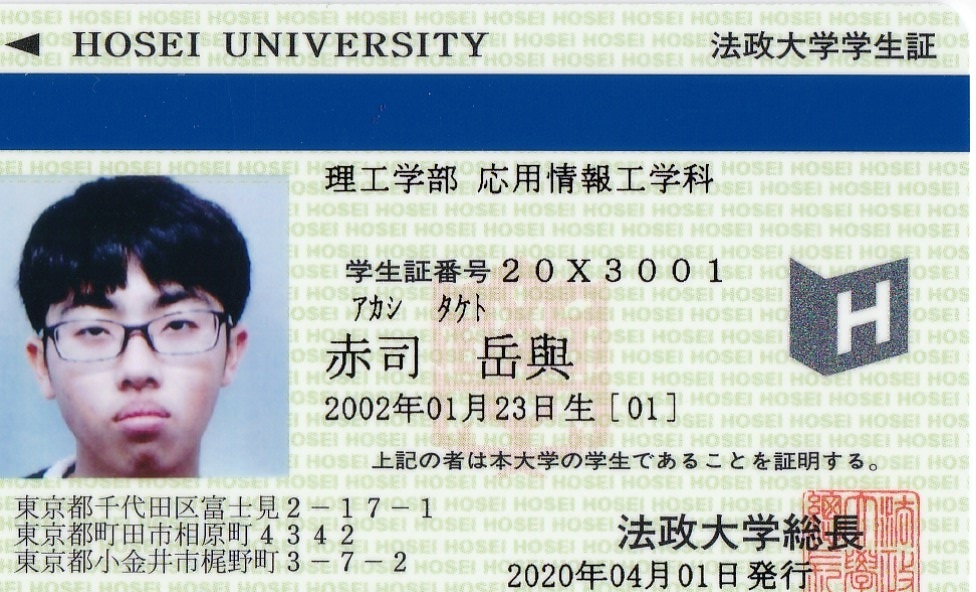 HOSEI UNIVERSITY 法政大学学生証
理工学部 応用情報工学科
学生証番号 20X3001
アカシ タケト
赤司 岳與
2002年01月23日生[01]
H
上記の者は本大学の学生であることを証明する。
東京都千代田区富士見2－17－1
東京都町田市相原町4342
東京都小金井市梶野町3－7－2
法政大学総長
2020年04月01日発行